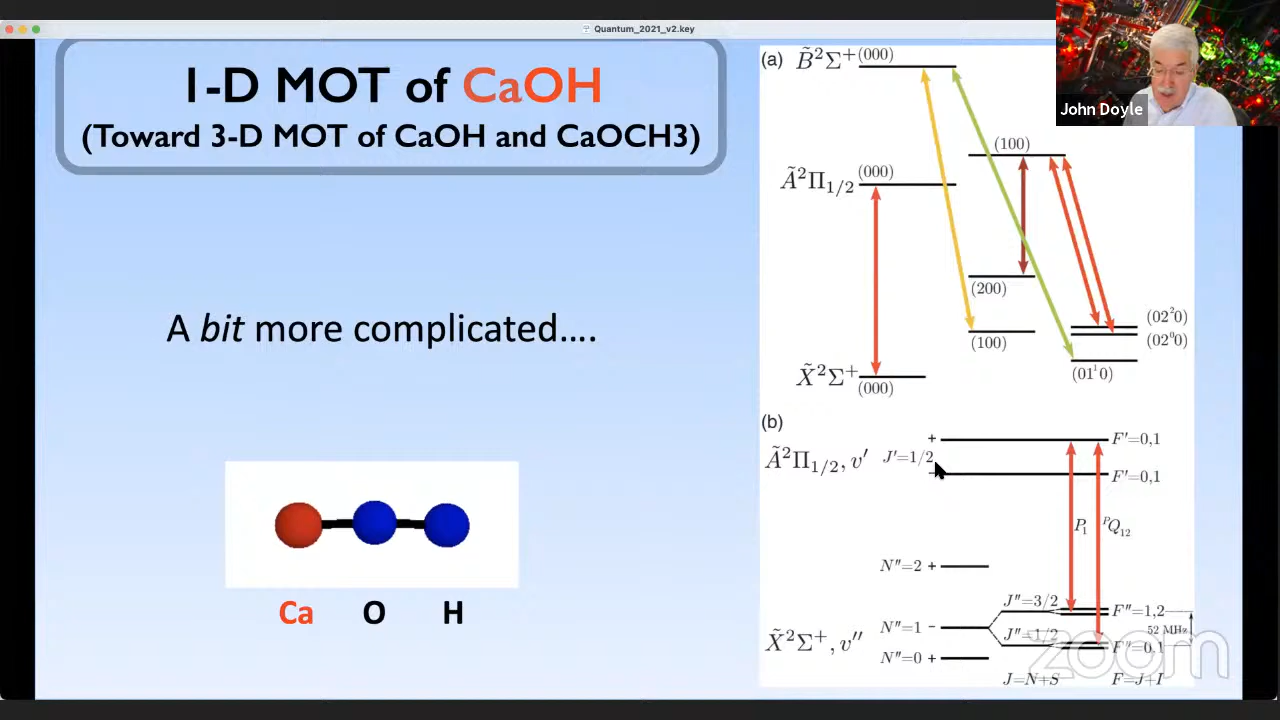 Quantum_2021_v2.key
John Doyle
1-D MOT of CaOH
(Toward 3-D MOT of CaOH and CaOCH3)
A bit more complicated....
Ca O H
(a) B̃²Σ⁺ (000)
(100)
Ã²Π₁/₂ (000)
(200)
(02²0)
(100)
(02⁰0)
X̃²Σ⁺ (000)
(01¹0)
(b)
+ F′=0,1
Ã²Π₁/₂, v′ J′=1/2
− F′=0,1
P₁ ᴾQ₁₂
N″=2 +
J″=3/2
F″=1,2
N″=1 −
52 MHz
J″=1/2
X̃²Σ⁺, v″
F″=0,1
N″=0 +
J=N+S F=J+I
zoom